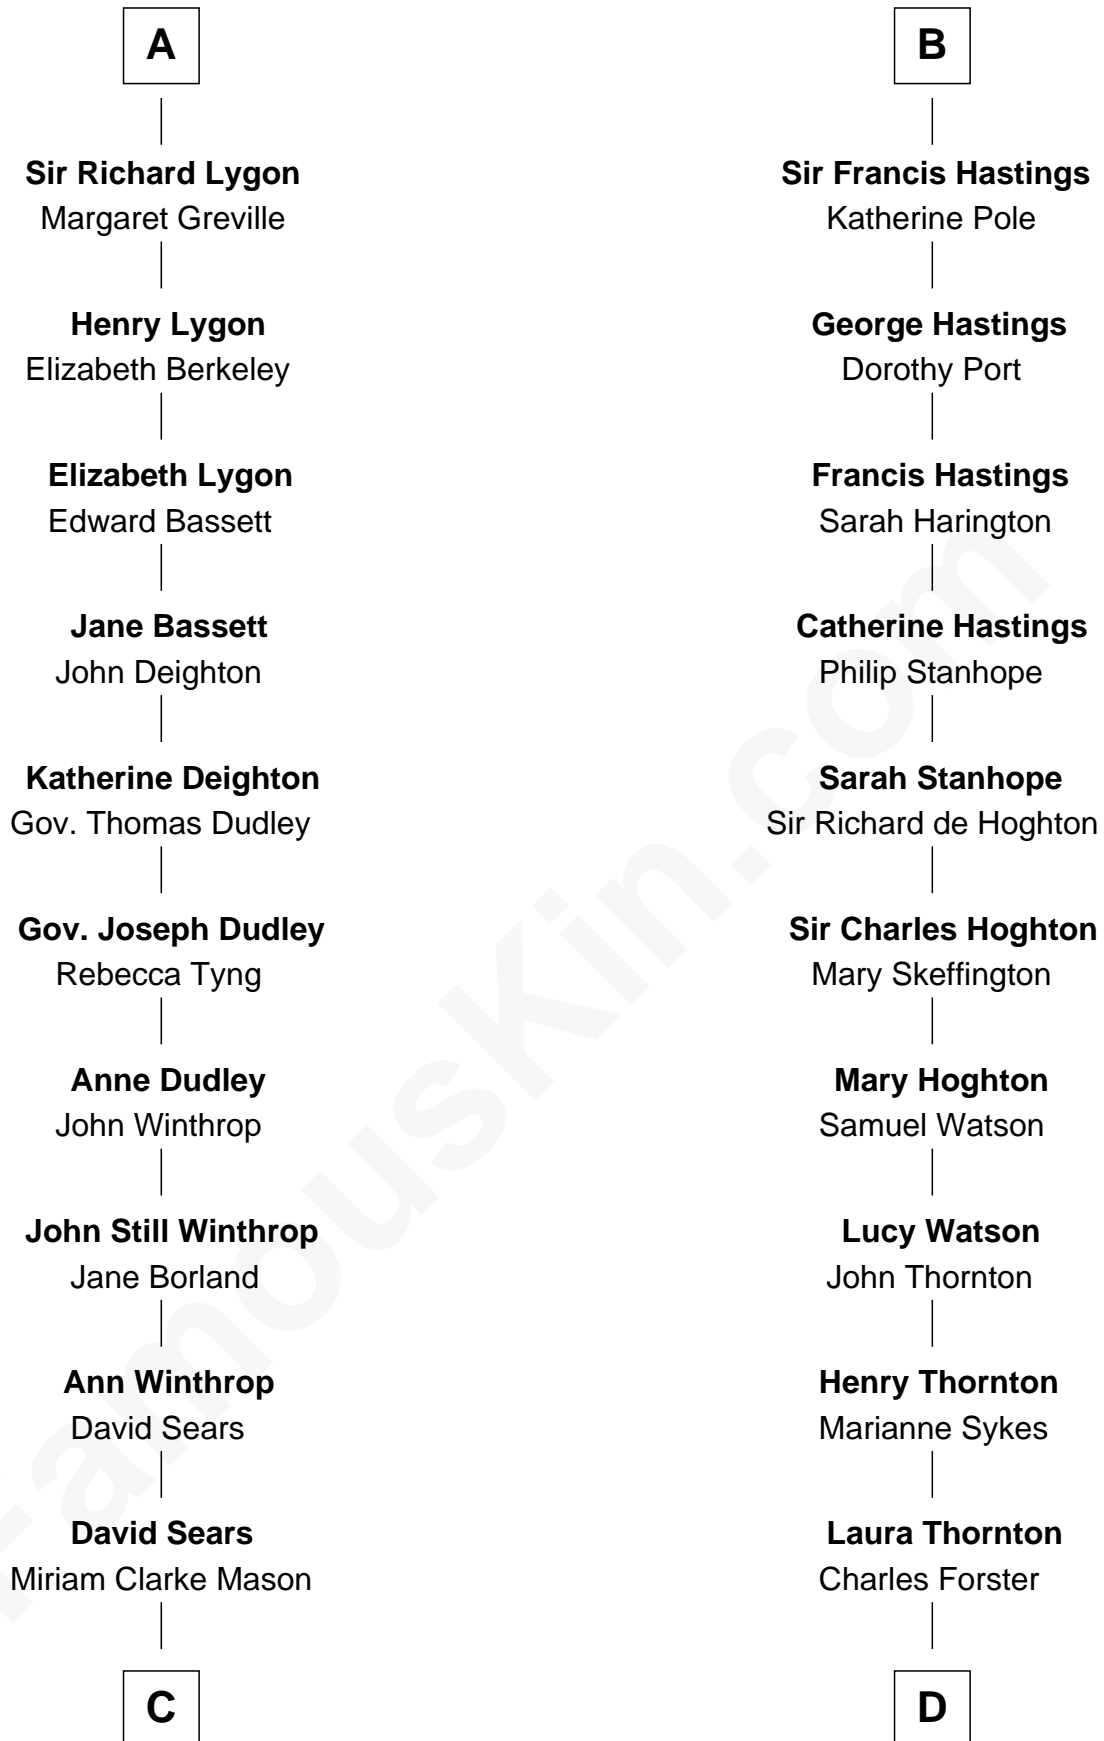 A
Sir Richard Lygon
Margaret Greville
Henry Lygon
Elizabeth Berkeley
Elizabeth Lygon
Edward Bassett
Jane Bassett
John Deighton
Katherine Deighton
Gov. Thomas Dudley
Gov. Joseph Dudley
Rebecca Tyng
Anne Dudley
John Winthrop
John Still Winthrop
Jane Borland
Ann Winthrop
David Sears
David Sears
Miriam Clarke Mason
C
B
Sir Francis Hastings
Katherine Pole
George Hastings
Dorothy Port
Francis Hastings
Sarah Harington
Catherine Hastings
Philip Stanhope
Sarah Stanhope
Sir Richard de Hoghton
Sir Charles Hoghton
Mary Skeffington
Mary Hoghton
Samuel Watson
Lucy Watson
John Thornton
Henry Thornton
Marianne Sykes
Laura Thornton
Charles Forster
D
FamousKin.com